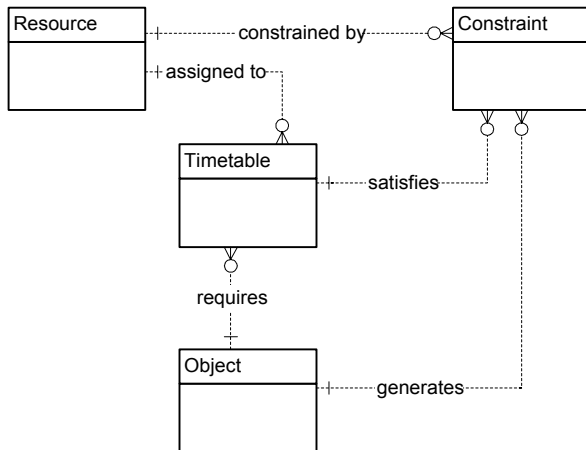 Resource
constrained by
Constraint
assigned to
Timetable
satisfies
requires
Object
generates